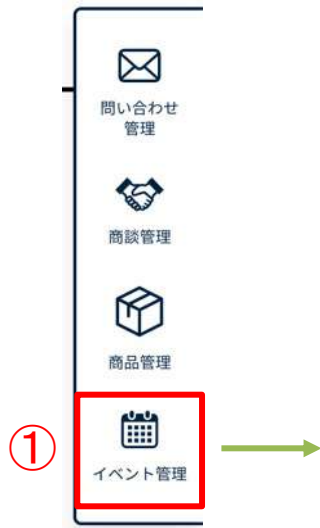 問い合わせ
管理
商談管理
商品管理
①
イベント管理